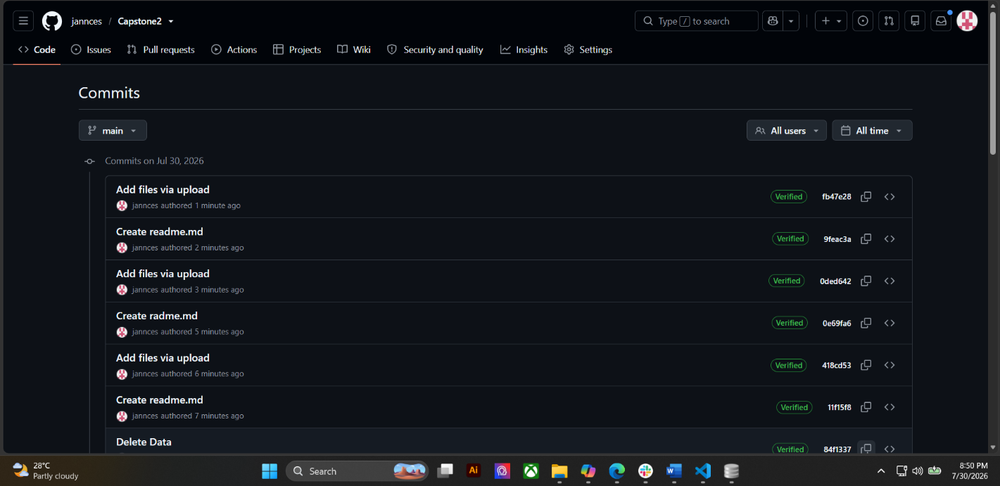 jannces / Capstone2
Type / to search
Code
Issues
Pull requests
Actions
Projects
Wiki
Security and quality
Insights
Settings
Commits
main
All users
All time
Commits on Jul 30, 2026
Add files via upload
jannces authored 1 minute ago
Verified
fb47e28
Create readme.md
jannces authored 2 minutes ago
Verified
9feac3a
Add files via upload
jannces authored 3 minutes ago
Verified
0ded642
Create radme.md
jannces authored 5 minutes ago
Verified
0e69fa6
Add files via upload
jannces authored 6 minutes ago
Verified
418cd53
Create readme.md
jannces authored 7 minutes ago
Verified
11f15f8
Delete Data
Verified
84f1337
28°C
Partly cloudy
Search
Ai
W
8:50 PM
7/30/2026